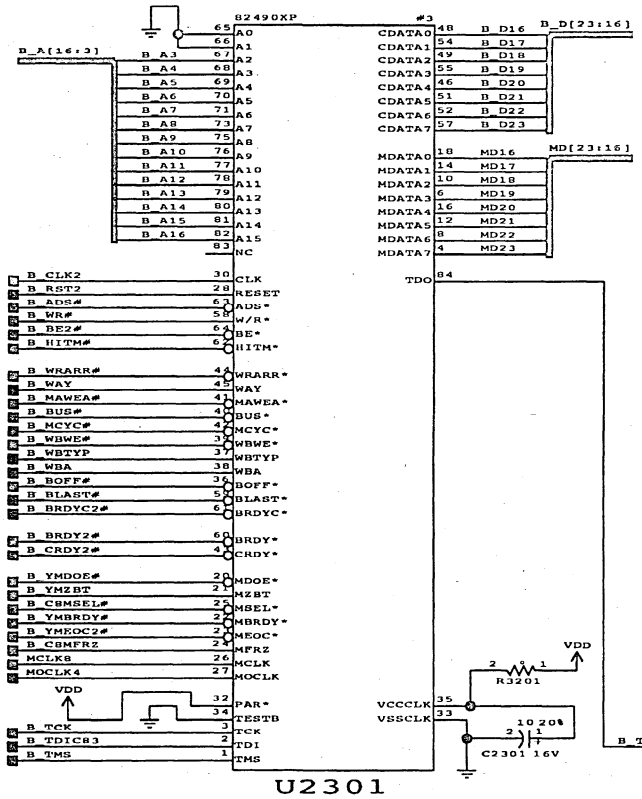 82490XP #3
65 A0 CDATA0 48 B_D16 B_D[23:16]
66 A1 CDATA1 54 B_D17
B_A[16:3] B_A3 67 A2 CDATA2 49 B_D18
B_A4 68 A3 CDATA3 55 B_D19
B_A5 69 A4 CDATA4 46 B_D20
B_A6 70 A5 CDATA5 51 B_D21
B_A7 71 A6 CDATA6 52 B_D22
B_A8 73 A7 CDATA7 57 B_D23
B_A9 75 A8
B_A10 76 A9 MDATA0 18 MD16 MD[23:16]
B_A11 77 A10 MDATA1 14 MD17
B_A12 78 A11 MDATA2 10 MD18
B_A13 79 A12 MDATA3 6 MD19
B_A14 80 A13 MDATA4 16 MD20
B_A15 81 A14 MDATA5 12 MD21
B_A16 82 A15 MDATA6 8 MD22
83 NC MDATA7 4 MD23
B_CLK2 30 CLK TDO 84
B_RST2 28 RESET
B_ADS# ADS*
B_WR# 58 W/R*
B_BE2# 64 BE*
B_HITM# HITM*
B_WRARR# 44 WRARR*
B_WAY 45 WAY
B_MAWEA# 41 MAWEA*
B_BUS# BUS*
B_MCYC# MCYC*
B_WBWE# WBWE*
B_WBTYP 37 WBTYP
B_WBA 38 WBA
B_BOFF# 36 BOFF*
B_BLAST# 59 BLAST*
B_BRDYC2# BRDYC*
B_BRDY2# 60 BRDY*
B_CRDY2# CRDY*
B_YMDOE# 20 MDOE*
B_YMZBT 21 MZBT
B_C8MSEL# 25 MSEL*
B_YMBRDY# MBRDY*
B_YMEOC2# MEOC*
B_C8MFRZ 24 MFRZ
MCLK8 26 MCLK
MOCLK4 27 MOCLK
VDD
2 1
R3201
VDD
32 PAR* VCCCLK 35
34 TESTB VSSCLK 33
B_TCK 3 TCK
B_TDIC83 2 TDI
B_TMS 1 TMS
10 20%
2 1
C2301 16V
B_T
U2301